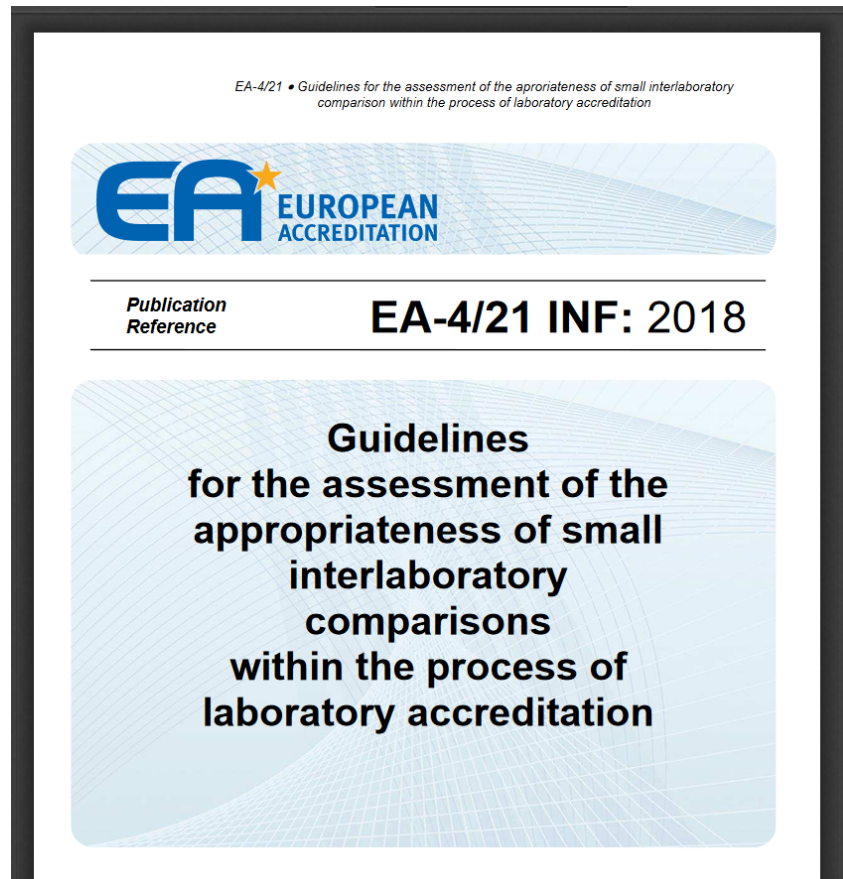 EA-4/21 • Guidelines for the assessment of the aproriateness of small interlaboratory
comparison within the process of laboratory accreditation
EA EUROPEAN
ACCREDITATION
Publication
Reference
EA-4/21 INF: 2018
Guidelines
for the assessment of the
appropriateness of small
interlaboratory
comparisons
within the process of
laboratory accreditation